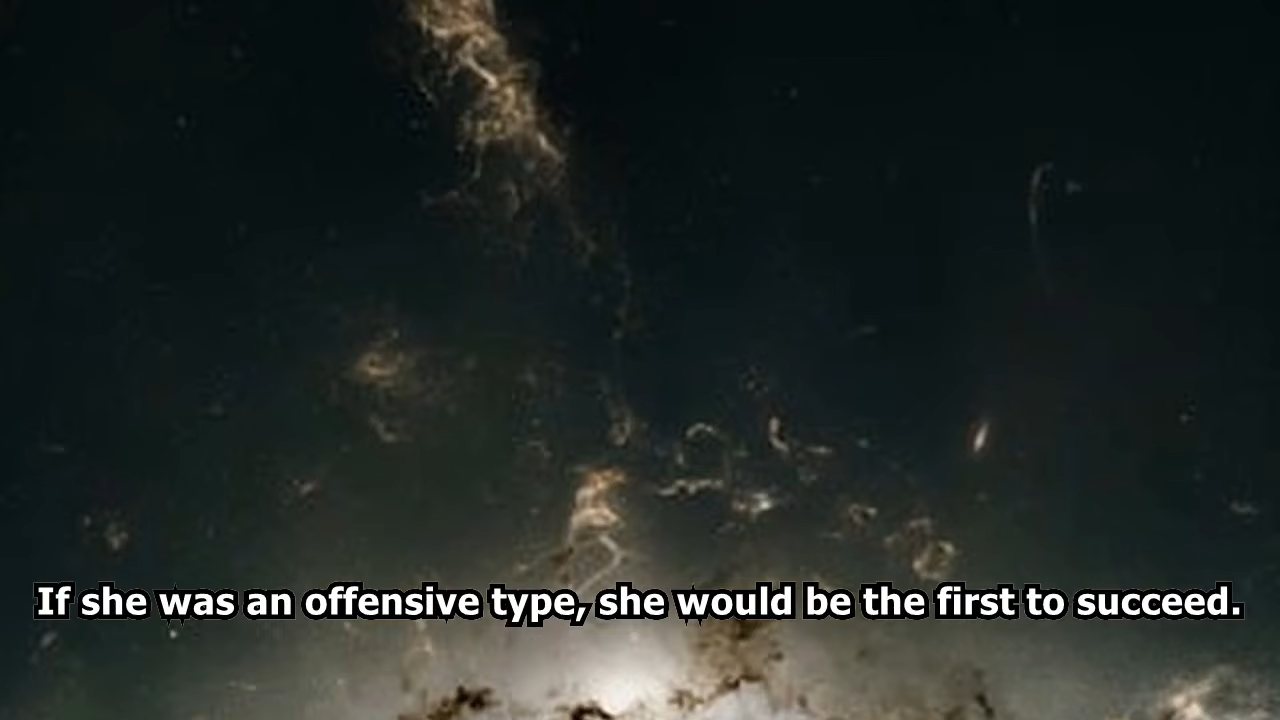 If she was an offensive type, she would be the first to succeed.